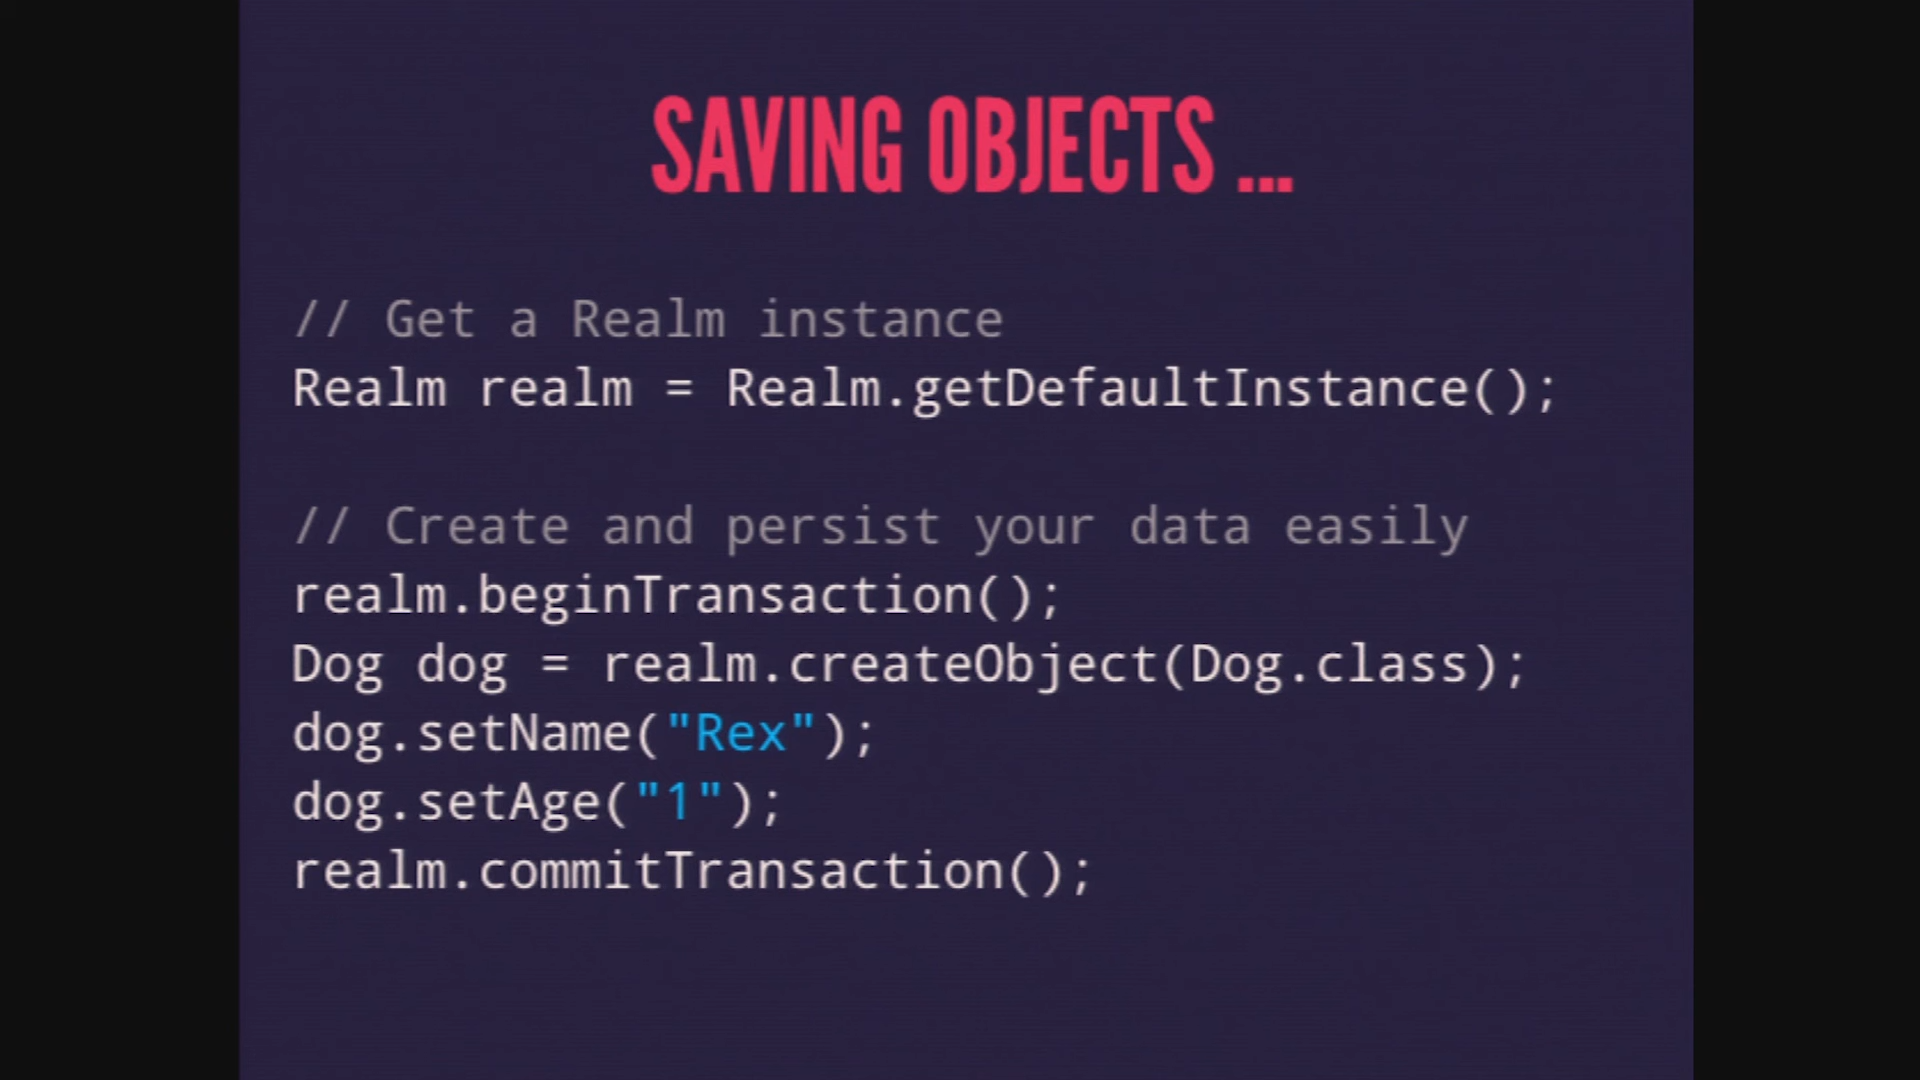 SAVING OBJECTS ...
// Get a Realm instance
Realm realm = Realm.getDefaultInstance();
// Create and persist your data easily
realm.beginTransaction();
Dog dog = realm.createObject(Dog.class);
dog.setName("Rex");
dog.setAge("1");
realm.commitTransaction();